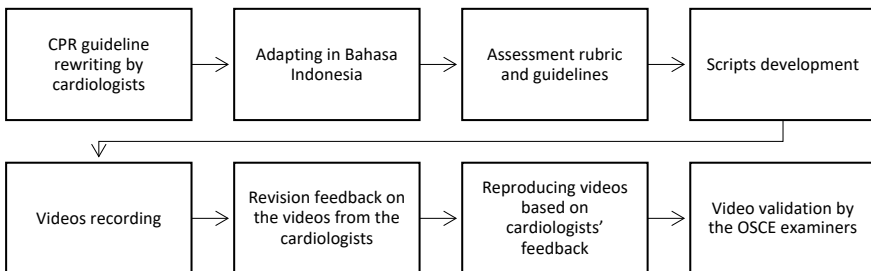 CPR guideline
rewriting by
cardiologists
Adapting in Bahasa
Indonesia
Assessment rubric
and guidelines
Scripts development
Videos recording
Revision feedback on
the videos from the
cardiologists
Reproducing videos
based on
cardiologists’
feedback
Video validation by
the OSCE examiners